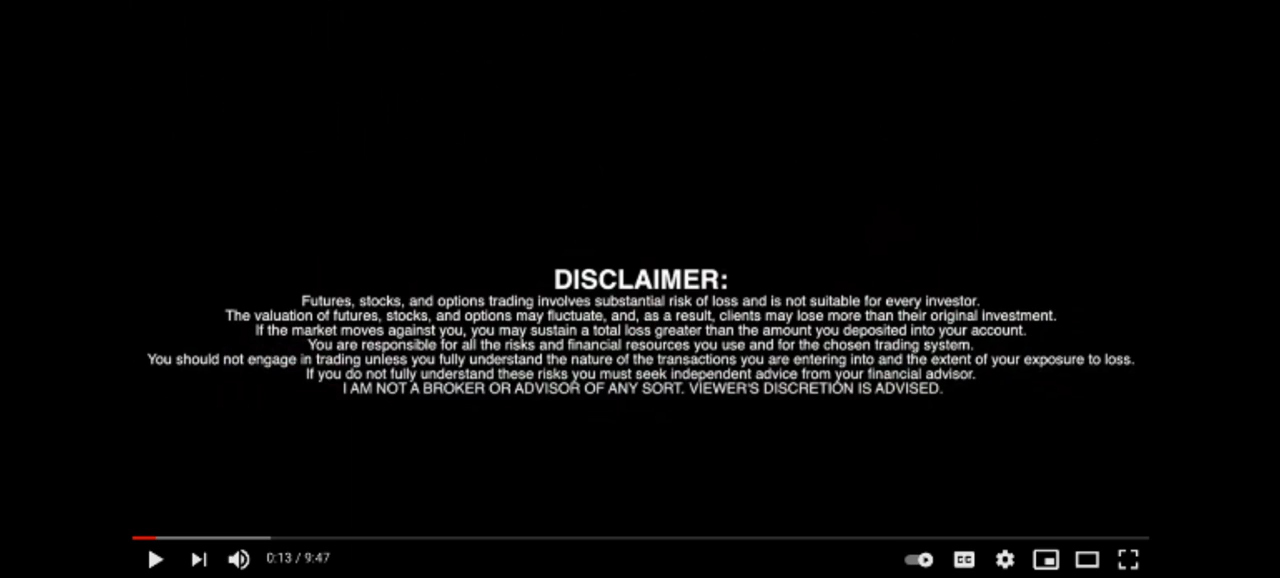 DISCLAIMER:
Futures, stocks, and options trading involves substantial risk of loss and is not suitable for every investor.
The valuation of futures, stocks, and options may fluctuate, and, as a result, clients may lose more than their original investment.
If the market moves against you, you may sustain a total loss greater than the amount you deposited into your account.
You are responsible for all the risks and financial resources you use and for the chosen trading system.
You should not engage in trading unless you fully understand the nature of the transactions you are entering into and the extent of your exposure to loss.
If you do not fully understand these risks you must seek independent advice from your financial advisor.
I AM NOT A BROKER OR ADVISOR OF ANY SORT. VIEWER'S DISCRETION IS ADVISED.
0:13 / 9:47
CC